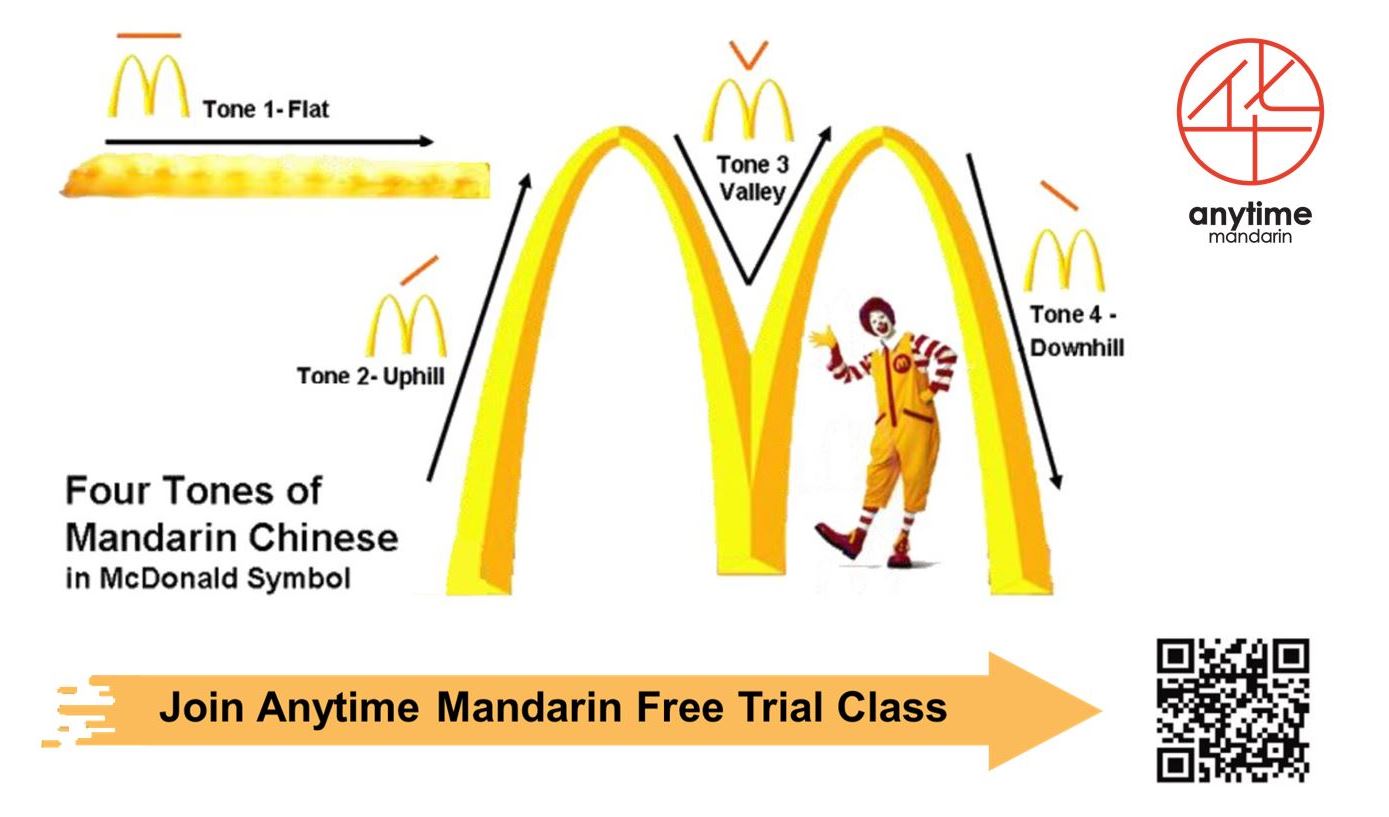 Tone 1- Flat
Tone 3
Valley
Tone 2- Uphill
Tone 4 -
Downhill
Four Tones of
Mandarin Chinese
in McDonald Symbol
华
anytime
mandarin
Join Anytime Mandarin Free Trial Class